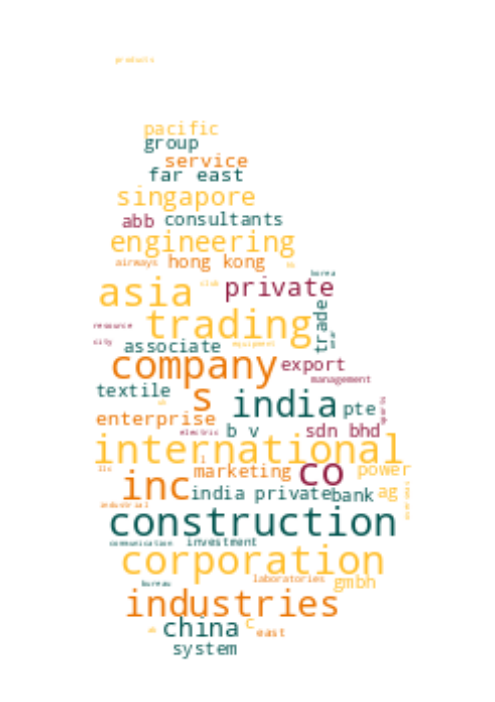 products
pacific
group
service
far east
singapore
abb consultants
engineering
airways hong kong
korea
club
asia private
trading trade
resource
city associate equipment
company export
management
textile s india pte
enterprise
electric b v sdn bhd
international
llc marketing co power
inc india private bank ag
industrial
construction
communication investment
corporation
bureau laboratories gmbh
industries
china c east
system